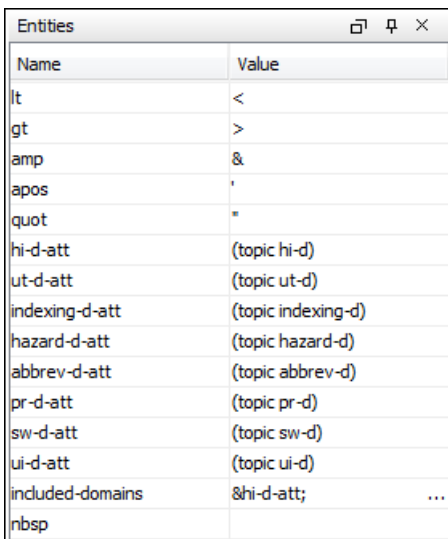 Entities
Name Value
lt <
gt >
amp &
apos '
quot "
hi-d-att (topic hi-d)
ut-d-att (topic ut-d)
indexing-d-att (topic indexing-d)
hazard-d-att (topic hazard-d)
abbrev-d-att (topic abbrev-d)
pr-d-att (topic pr-d)
sw-d-att (topic sw-d)
ui-d-att (topic ui-d)
included-domains &hi-d-att; ...
nbsp